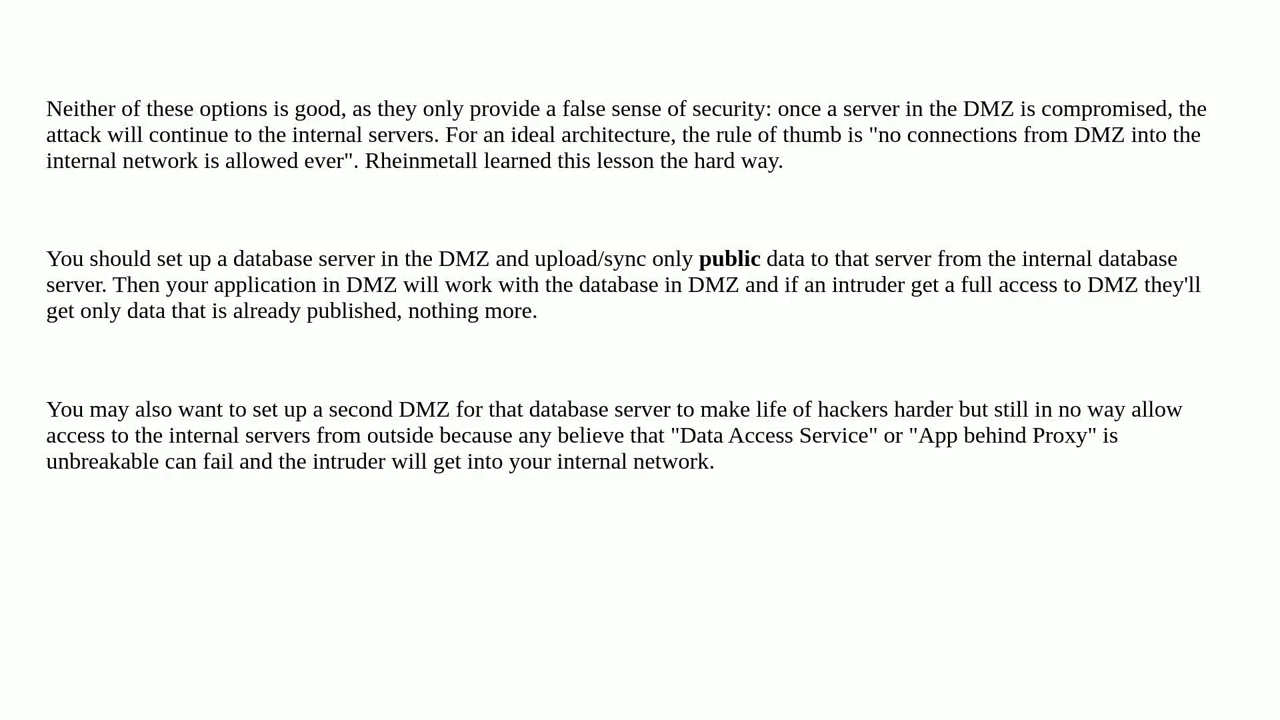 Neither of these options is good, as they only provide a false sense of security: once a server in the DMZ is compromised, the
attack will continue to the internal servers. For an ideal architecture, the rule of thumb is "no connections from DMZ into the
internal network is allowed ever". Rheinmetall learned this lesson the hard way.
You should set up a database server in the DMZ and upload/sync only public data to that server from the internal database
server. Then your application in DMZ will work with the database in DMZ and if an intruder get a full access to DMZ they'll
get only data that is already published, nothing more.
You may also want to set up a second DMZ for that database server to make life of hackers harder but still in no way allow
access to the internal servers from outside because any believe that "Data Access Service" or "App behind Proxy" is
unbreakable can fail and the intruder will get into your internal network.